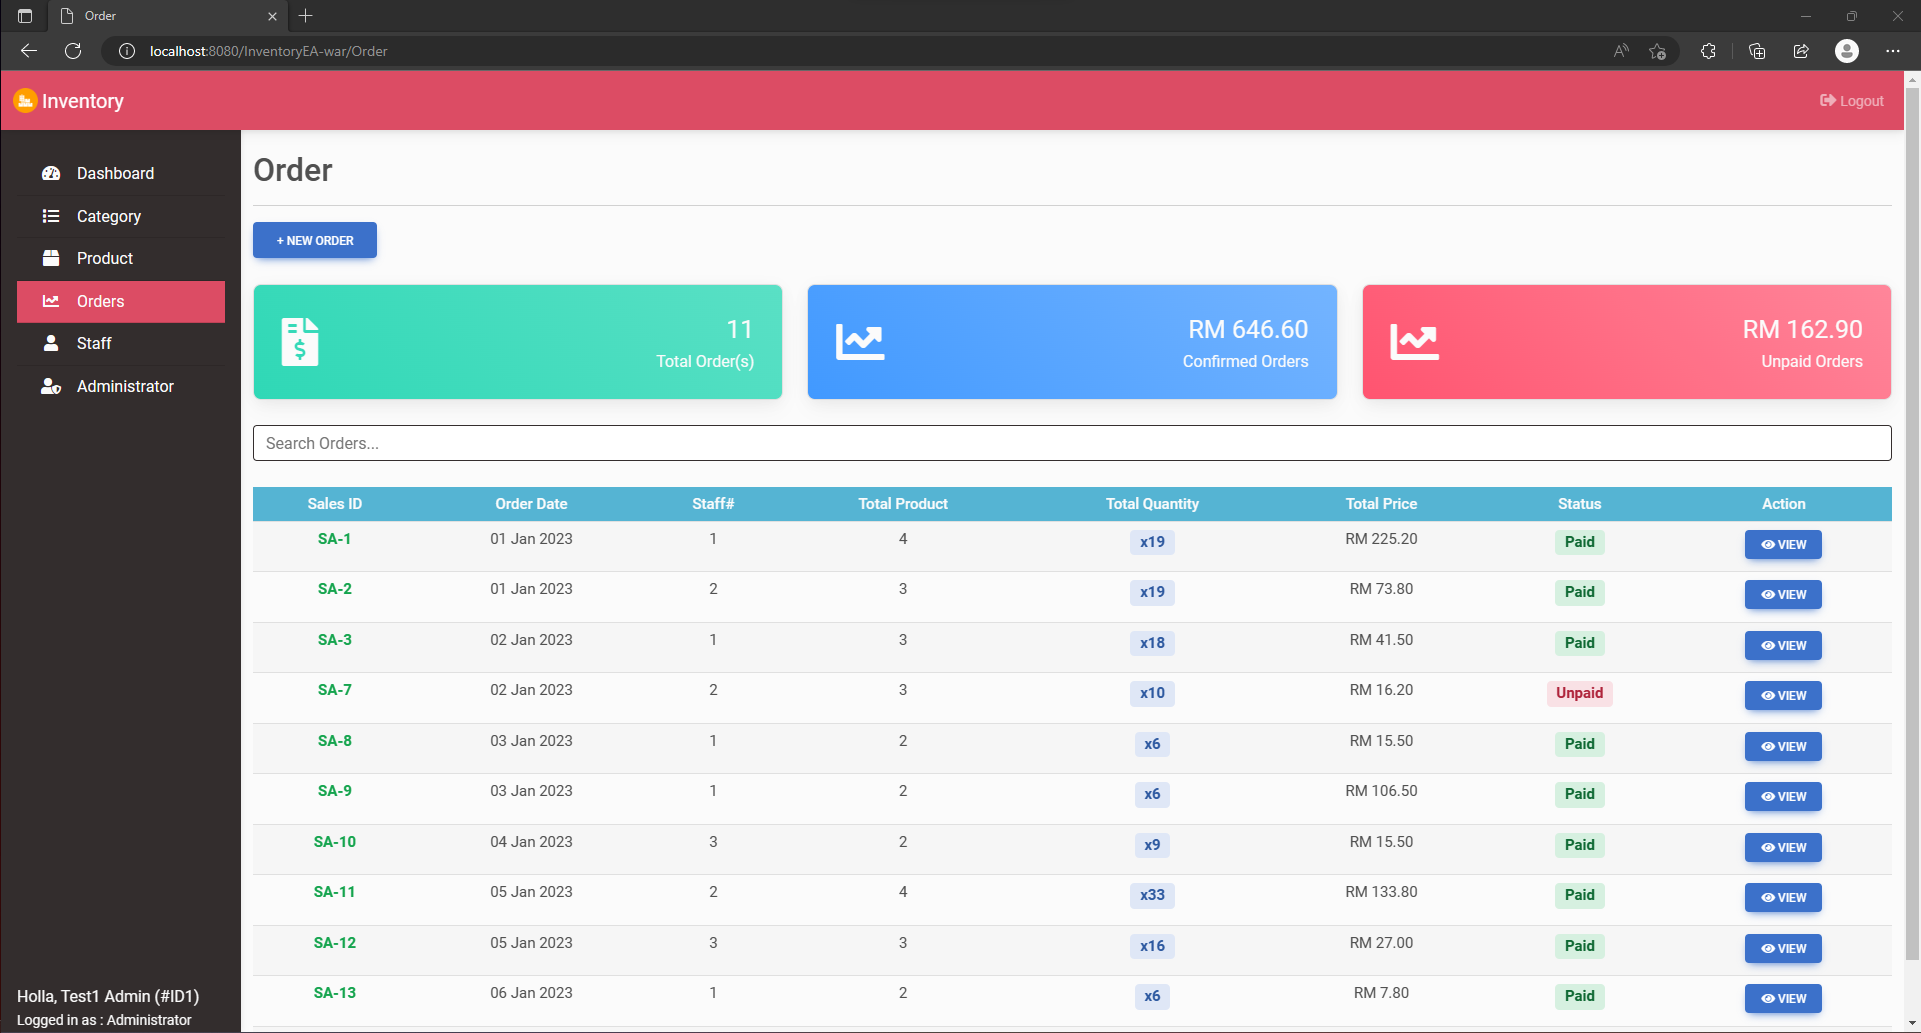 Order
localhost:8080/InventoryEA-war/Order
Inventory
Logout
Dashboard
Category
Product
Orders
Staff
Administrator
Holla, Test1 Admin (#ID1)
Logged in as : Administrator
Order
+ NEW ORDER
11
Total Order(s)
RM 646.60
Confirmed Orders
RM 162.90
Unpaid Orders
Search Orders...
Sales ID Order Date Staff# Total Product Total Quantity Total Price Status Action
SA-1 01 Jan 2023 1 4 x19 RM 225.20 Paid VIEW
SA-2 01 Jan 2023 2 3 x19 RM 73.80 Paid VIEW
SA-3 02 Jan 2023 1 3 x18 RM 41.50 Paid VIEW
SA-7 02 Jan 2023 2 3 x10 RM 16.20 Unpaid VIEW
SA-8 03 Jan 2023 1 2 x6 RM 15.50 Paid VIEW
SA-9 03 Jan 2023 1 2 x6 RM 106.50 Paid VIEW
SA-10 04 Jan 2023 3 2 x9 RM 15.50 Paid VIEW
SA-11 05 Jan 2023 2 4 x33 RM 133.80 Paid VIEW
SA-12 05 Jan 2023 3 3 x16 RM 27.00 Paid VIEW
SA-13 06 Jan 2023 1 2 x6 RM 7.80 Paid VIEW